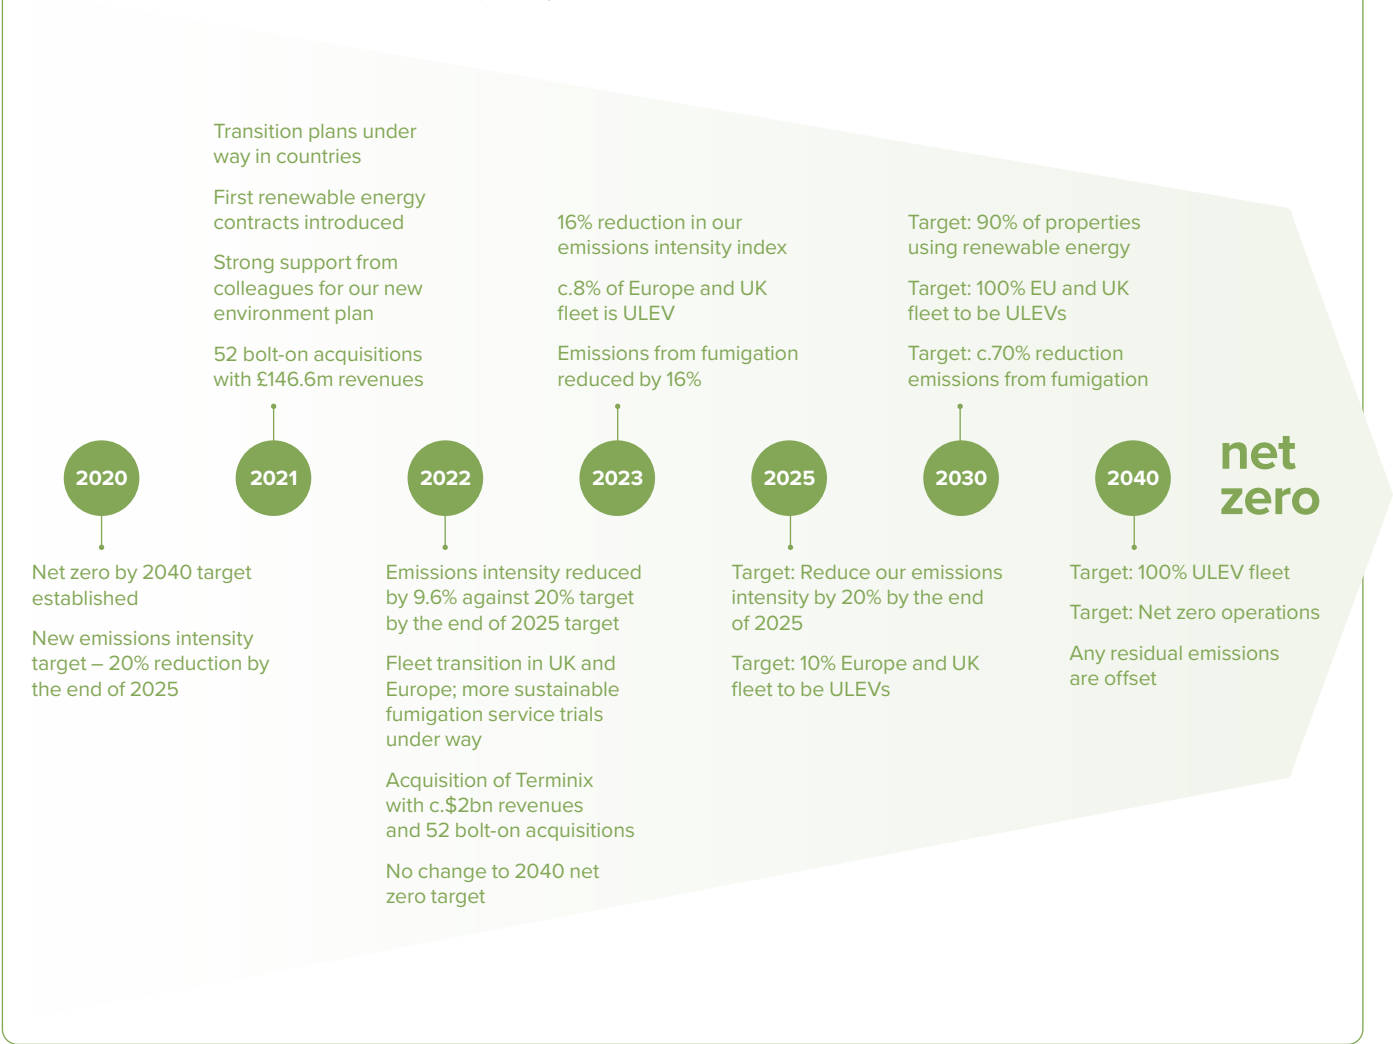 Transition plans under
way in countries
First renewable energy
contracts introduced
Strong support from
colleagues for our new
environment plan
52 bolt-on acquisitions
with £146.6m revenues
16% reduction in our
emissions intensity index
c.8% of Europe and UK
fleet is ULEV
Emissions from fumigation
reduced by 16%
Target: 90% of properties
using renewable energy
Target: 100% EU and UK
fleet to be ULEVs
Target: c.70% reduction
emissions from fumigation
2020
2021
2022
2023
2025
2030
2040
net
zero
Net zero by 2040 target
established
New emissions intensity
target – 20% reduction by
the end of 2025
Emissions intensity reduced
by 9.6% against 20% target
by the end of 2025 target
Fleet transition in UK and
Europe; more sustainable
fumigation service trials
under way
Acquisition of Terminix
with c.$2bn revenues
and 52 bolt-on acquisitions
No change to 2040 net
zero target
Target: Reduce our emissions
intensity by 20% by the end
of 2025
Target: 10% Europe and UK
fleet to be ULEVs
Target: 100% ULEV fleet
Target: Net zero operations
Any residual emissions
are offset